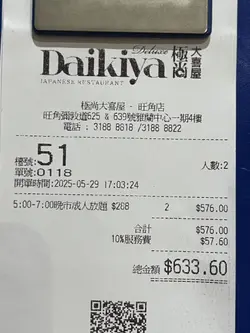 Deluxe
Daikiya 極尚大喜屋
JAPANESE RESTAURANT
極尚大喜屋 - 旺角店
旺角彌敦道625 & 639號雅蘭中心一期4樓
電話 : 3188 8618 /3188 8822
檯號: 51 人數:2
單號:0118
開單時間:2025-05-29 17:03:24
5:00-7:00晚市成人放題 $288 2 $576.00
合計: $576.00
10%服務費 $57.60
總金額 $633.60